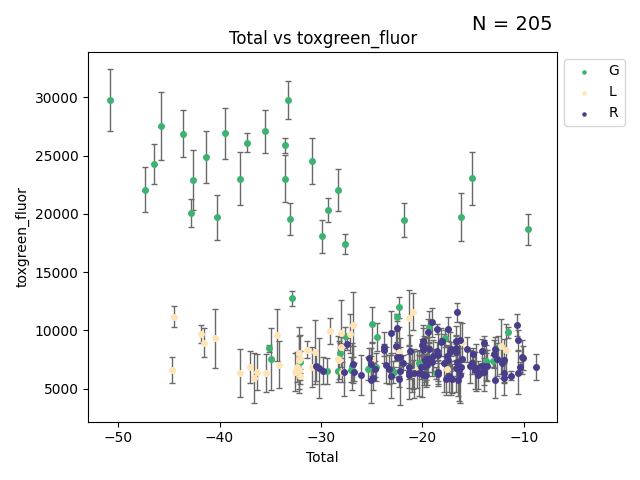 N = 205
Total vs toxgreen_fluor
G
L
R
30000
25000
20000
15000
10000
5000
toxgreen_fluor
−50 −40 −30 −20 −10
Total